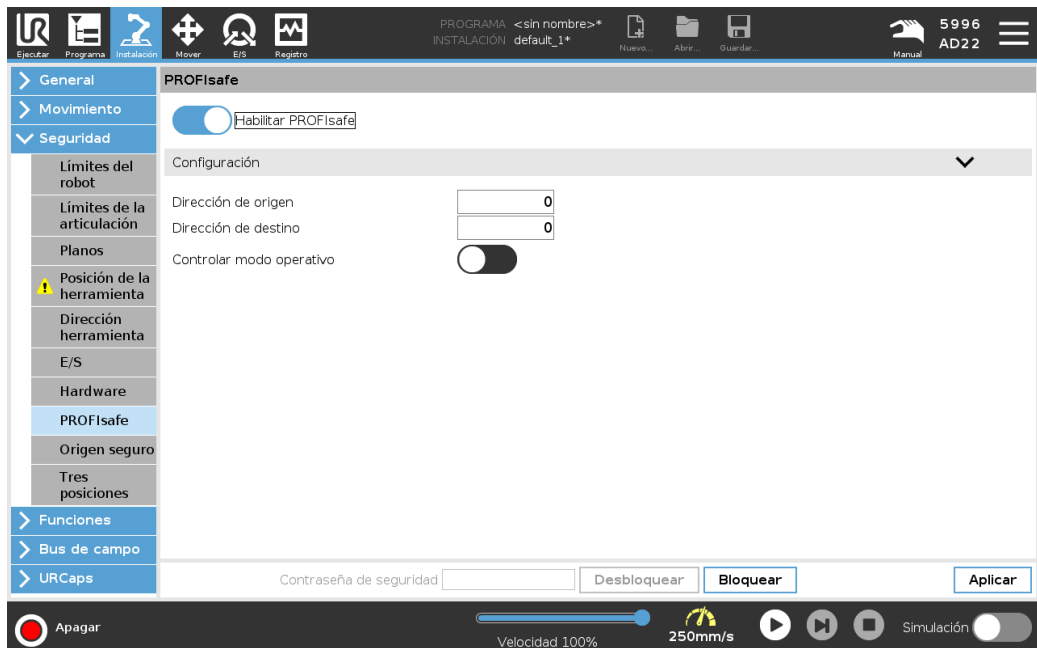 PROGRAMA <sin nombre>*
INSTALACIÓN default_1*
Ejecutar Programa Instalación Mover E/S Registro
Nuevo... Abrir... Guardar...
Manual
5996
AD22
General
Movimiento
Seguridad
Límites del
robot
Límites de la
articulación
Planos
Posición de la
herramienta
Dirección
herramienta
E/S
Hardware
PROFIsafe
Origen seguro
Tres
posiciones
Funciones
Bus de campo
URCaps
PROFIsafe
Habilitar PROFIsafe
Configuración
Dirección de origen 0
Dirección de destino 0
Controlar modo operativo
Contraseña de seguridad Desbloquear Bloquear Aplicar
Apagar
Velocidad 100%
250mm/s
Simulación